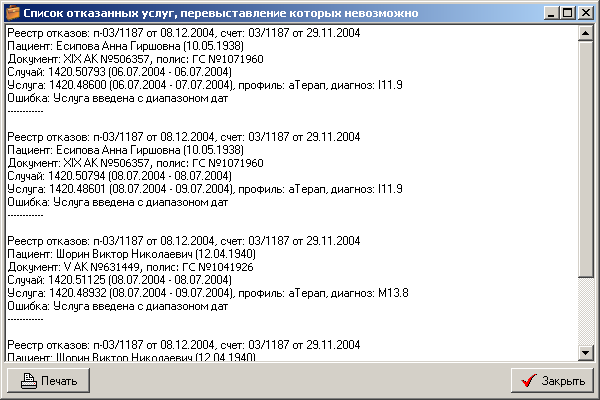 Список отказанных услуг, перевыставление которых невозможно
Реестр отказов: п-03/1187 от 08.12.2004, счет: 03/1187 от 29.11.2004
Пациент: Есипова Анна Гиршовна (10.05.1938)
Документ: XIX АК №506357, полис: ГС №1071960
Случай: 1420.50793 (06.07.2004 - 06.07.2004)
Услуга: 1420.48600 (06.07.2004 - 07.07.2004), профиль: аТерап, диагноз: I11.9
Ошибка: Услуга введена с диапазоном дат
------------
Реестр отказов: п-03/1187 от 08.12.2004, счет: 03/1187 от 29.11.2004
Пациент: Есипова Анна Гиршовна (10.05.1938)
Документ: XIX АК №506357, полис: ГС №1071960
Случай: 1420.50794 (08.07.2004 - 08.07.2004)
Услуга: 1420.48601 (08.07.2004 - 09.07.2004), профиль: аТерап, диагноз: I11.9
Ошибка: Услуга введена с диапазоном дат
------------
Реестр отказов: п-03/1187 от 08.12.2004, счет: 03/1187 от 29.11.2004
Пациент: Шорин Виктор Николаевич (12.04.1940)
Документ: V АК №631449, полис: ГС №1041926
Случай: 1420.51125 (08.07.2004 - 08.07.2004)
Услуга: 1420.48932 (08.07.2004 - 09.07.2004), профиль: аТерап, диагноз: M13.8
Ошибка: Услуга введена с диапазоном дат
------------
Реестр отказов: п-03/1187 от 08.12.2004, счет: 03/1187 от 29.11.2004
Пациент: Шорин Виктор Николаевич (12.04.1940)
Печать
Закрыть